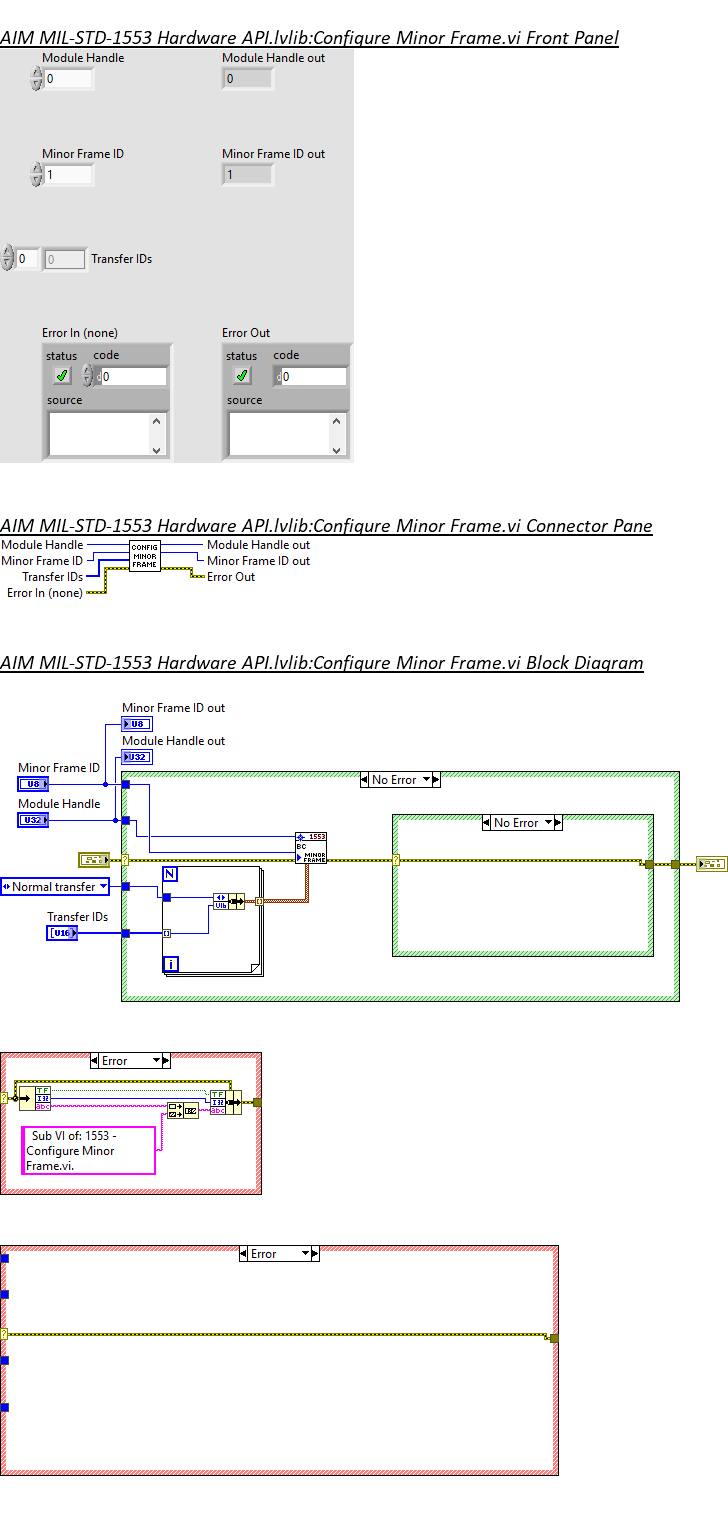 AIM MIL-STD-1553 Hardware API.lvlib:Configure Minor Frame.vi Front Panel
Module Handle
Module Handle out
0
0
Minor Frame ID
Minor Frame ID out
1
1
0
0
Transfer IDs
Error In (none)
Error Out
status
code
status
code
0
0
source
source
AIM MIL-STD-1553 Hardware API.lvlib:Configure Minor Frame.vi Connector Pane
Module Handle
Module Handle out
Minor Frame ID
Minor Frame ID out
Transfer IDs
Error Out
Error In (none)
CONFIG
MINOR
FRAME
AIM MIL-STD-1553 Hardware API.lvlib:Configure Minor Frame.vi Block Diagram
Minor Frame ID out
U8
Module Handle out
U32
Minor Frame ID
U8
No Error
Module Handle
U32
No Error
1553
BC
MINOR
FRAME
?
?
N
Normal transfer
U16
Transfer IDs
U16
i
Error
?
TF
I32
abc
TF
I32
abc
Sub VI of: 1553 -
Configure Minor
Frame.vi.
Error
?